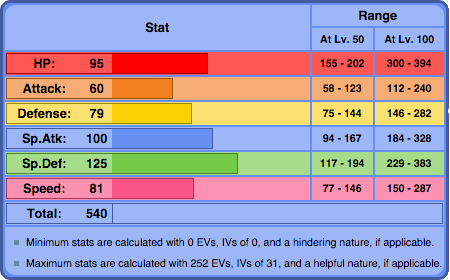 Stat Range
At Lv. 50 At Lv. 100
HP: 95 155 - 202 300 - 394
Attack: 60 58 - 123 112 - 240
Defense: 79 75 - 144 146 - 282
Sp.Atk: 100 94 - 167 184 - 328
Sp.Def: 125 117 - 194 229 - 383
Speed: 81 77 - 146 150 - 287
Total: 540
Minimum stats are calculated with 0 EVs, IVs of 0, and a hindering nature, if applicable.
Maximum stats are calculated with 252 EVs, IVs of 31, and a helpful nature, if applicable.